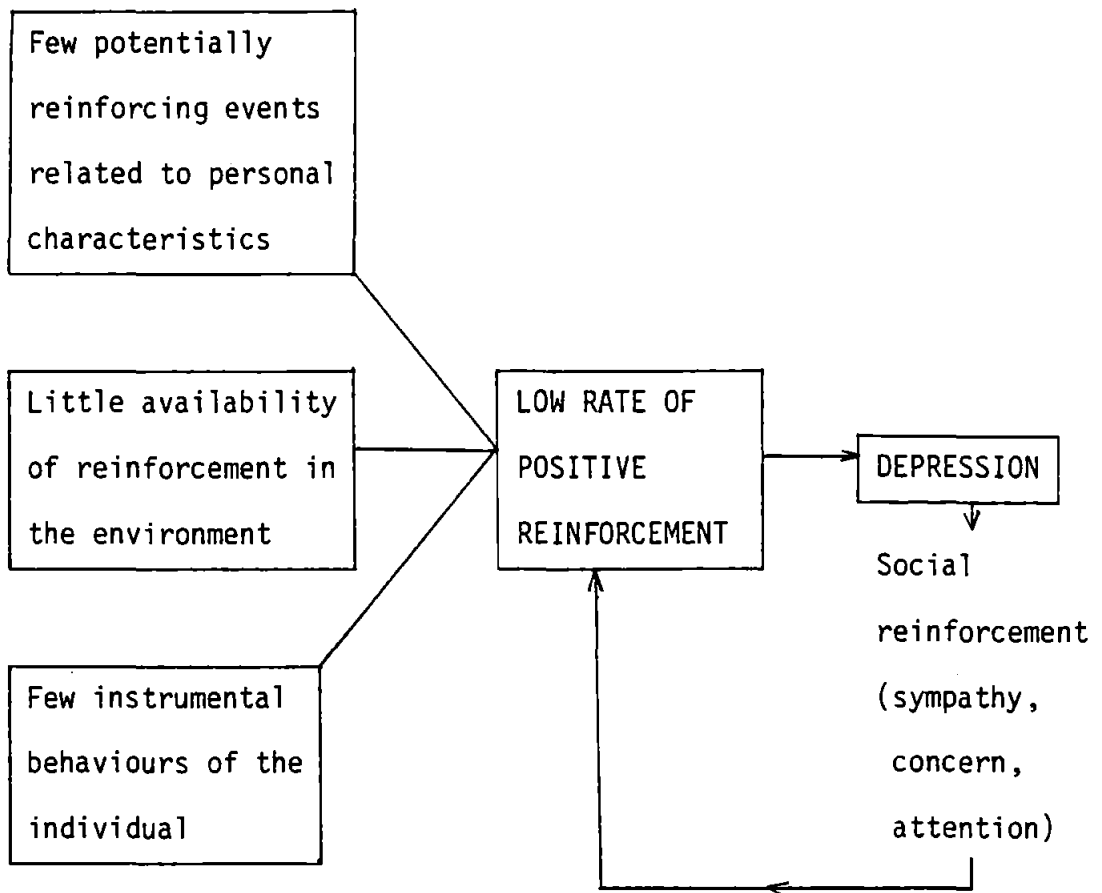 Few potentially
reinforcing events
related to personal
characteristics
Little availability
of reinforcement in
the environment
Few instrumental
behaviours of the
individual
LOW RATE OF
POSITIVE
REINFORCEMENT
DEPRESSION
Social
reinforcement
(sympathy,
concern,
attention)